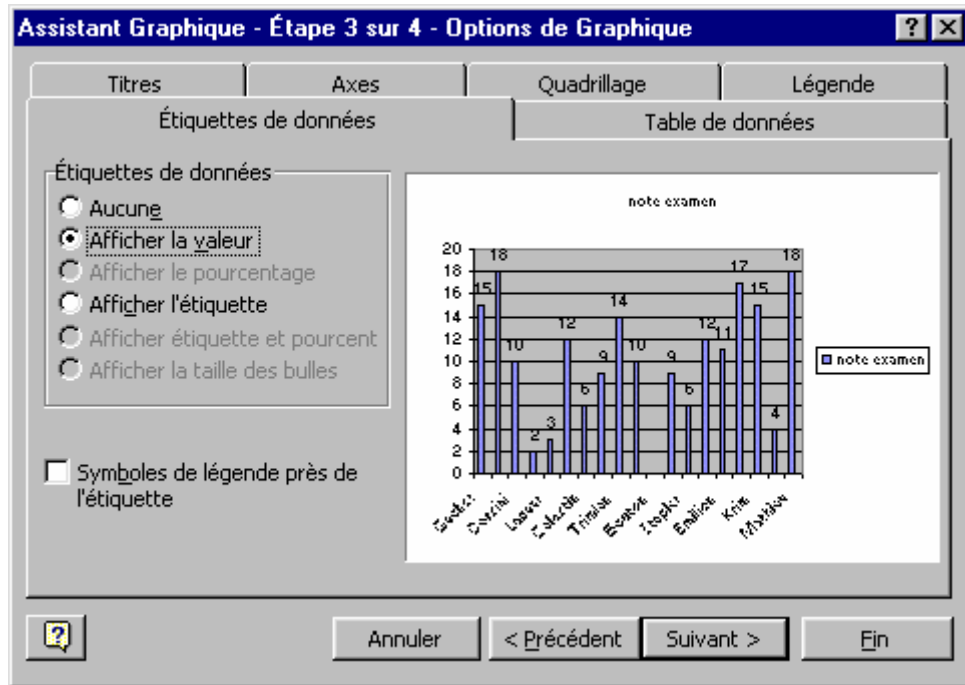 Assistant Graphique - Étape 3 sur 4 - Options de Graphique
Titres
Axes
Quadrillage
Légende
Étiquettes de données
Table de données
Étiquettes de données
Aucune
Afficher la valeur
Afficher le pourcentage
Afficher l'étiquette
Afficher étiquette et pourcent
Afficher la taille des bulles
Symboles de légende près de
l'étiquette
note examen
20
18
16
14
12
10
8
6
4
2
0
15
18
10
2
3
12
6
9
14
10
9
6
12
11
17
15
4
18
note examen
Annuler
< Précédent
Suivant >
Fin